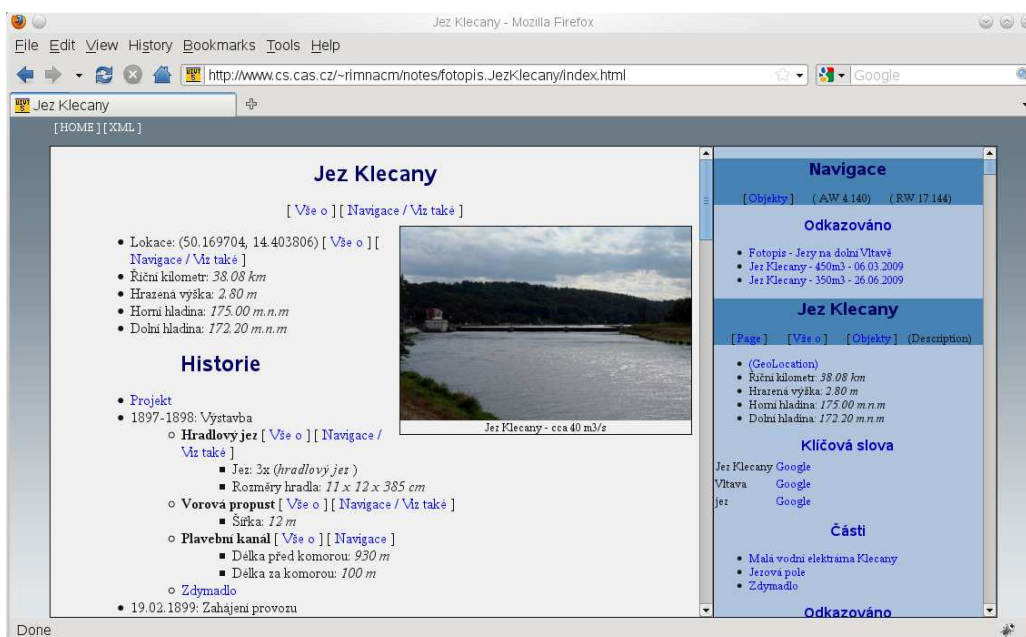 Jez Klecany - Mozilla Firefox
File Edit View History Bookmarks Tools Help
http://www.cs.cas.cz/~rimnacm/notes/fotopis.JezKlecany/index.html
Google
Jez Klecany
[ HOME ] [ XML ]
Jez Klecany
[ Vše o ] [ Navigace / Viz také ]
Lokace: (50.169704, 14.403806) [ Vše o ] [
Navigace / Viz také ]
Říční kilometr: 38.08 km
Hrazená výška: 2.80 m
Horní hladina: 175.00 m.n.m
Dolní hladina: 172.20 m.n.m
Jez Klecany - cca 40 m3/s
Historie
Projekt
1897-1898: Výstavba
Hradlový jez [ Vše o ] [ Navigace /
Viz také ]
Jez: 3x (hradlový jez )
Rozměry hradla: 11 x 12 x 385 cm
Vorová propust [ Vše o ] [ Navigace / Viz také ]
Šířka: 12 m
Plavební kanál [ Vše o ] [ Navigace ]
Délka před komorou: 930 m
Délka za komorou: 100 m
Zdymadlo
19.02.1899: Zahájení provozu
Navigace
[ Objekty ] ( AW 4.140) ( RW 17.144)
Odkazováno
Fotopis - Jezy na dolní Vltavě
Jez Klecany - 450m3 - 06.03.2009
Jez Klecany - 350m3 - 26.06.2009
Jez Klecany
[ Page ] [ Vše o ] [ Objekty ] (Description)
(GeoLocation)
Říční kilometr: 38.08 km
Hrazená výška: 2.80 m
Horní hladina: 175.00 m.n.m
Dolní hladina: 172.20 m.n.m
Klíčová slova
Jez Klecany Google
Vltava Google
jez Google
Části
Malá vodní elektrárna Klecany
Jezová pole
Zdymadlo
Odkazováno
Done